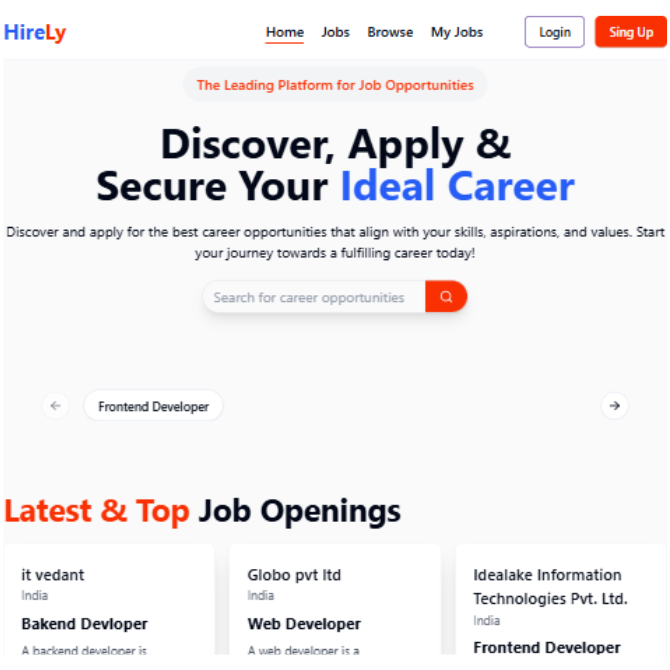 HireLy
Home Jobs Browse My Jobs Login Sing Up
The Leading Platform for Job Opportunities
Discover, Apply &
Secure Your Ideal Career
Discover and apply for the best career opportunities that align with your skills, aspirations, and values. Start
your journey towards a fulfilling career today!
Search for career opportunities
Frontend Developer
Latest & Top Job Openings
it vedant
India
Bakend Devloper
A backend developer is
Globo pvt ltd
India
Web Developer
A web developer is a
Idealake Information
Technologies Pvt. Ltd.
India
Frontend Developer